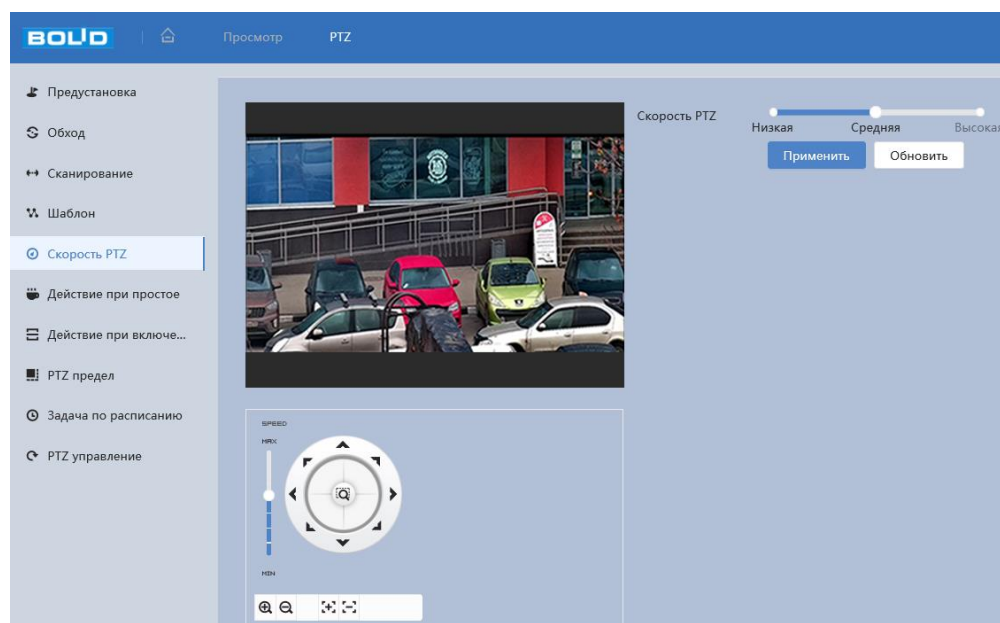 BOLID
Просмотр
PTZ
Предустановка
Обход
Сканирование
Шаблон
Скорость PTZ
Действие при простое
Действие при включе...
PTZ предел
Задача по расписанию
PTZ управление
Скорость PTZ
Низкая
Средняя
Высокая
Применить
Обновить
SPEED
MAX
MIN